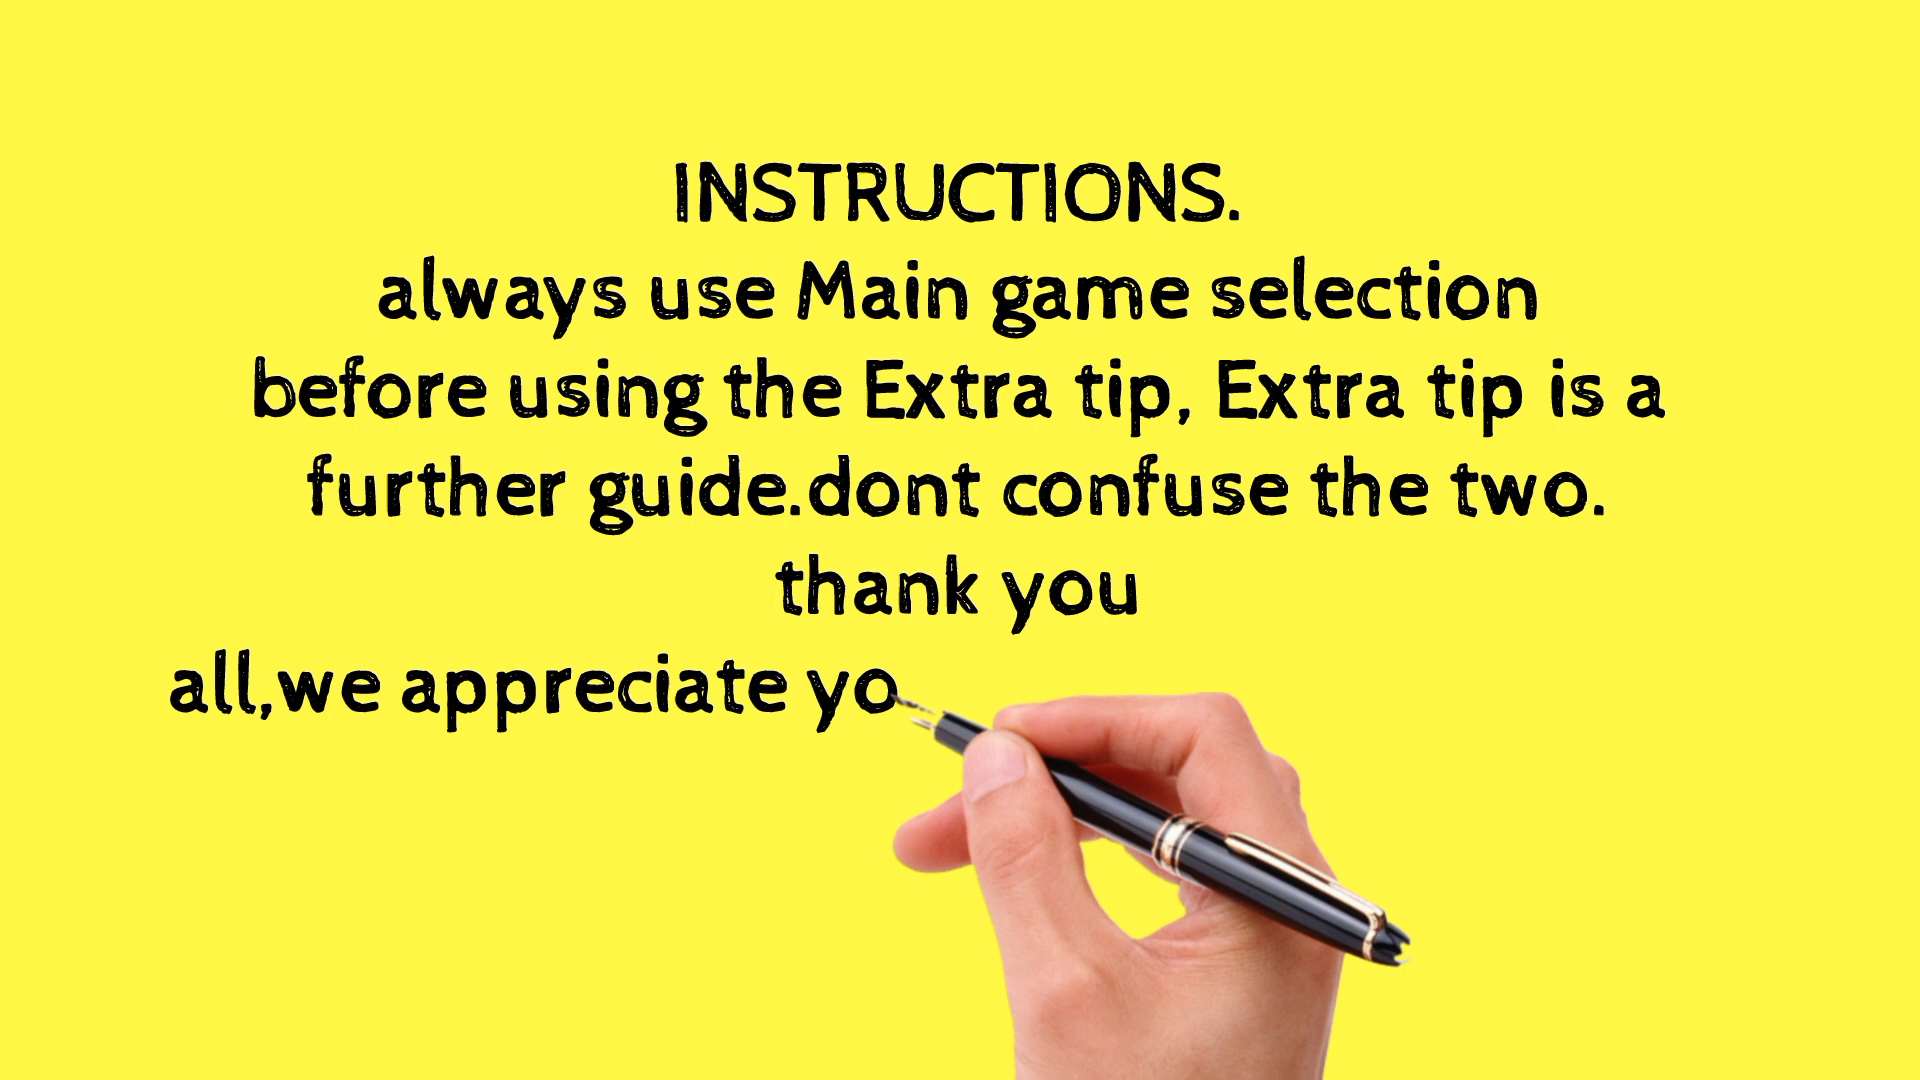 INSTRUCTIONS.
always use Main game selection
before using the Extra tip, Extra tip is a
further guide.dont confuse the two.
thank you
all,we appreciate yo